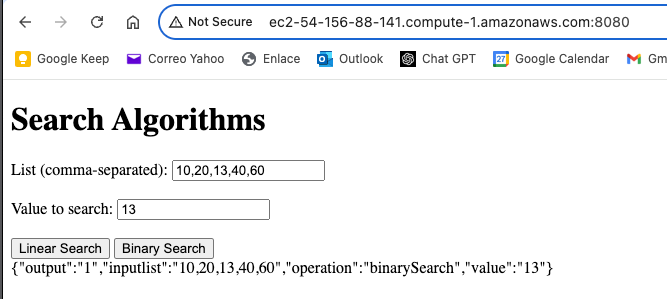 Not Secure ec2-54-156-88-141.compute-1.amazonaws.com:8080
Google Keep Correo Yahoo Enlace Outlook Chat GPT 27 Google Calendar Gm
Search Algorithms
List (comma-separated): 10,20,13,40,60
Value to search: 13
Linear Search Binary Search
{"output":"1","inputlist":"10,20,13,40,60","operation":"binarySearch","value":"13"}